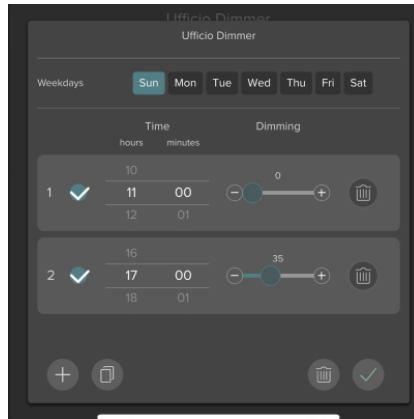 Ufficio Dimmer
Ufficio Dimmer
Weekdays Sun Mon Tue Wed Thu Fri Sat
Time Dimming
hours minutes
10
1 11 00 0
12 01
16
2 17 00 35
18 01